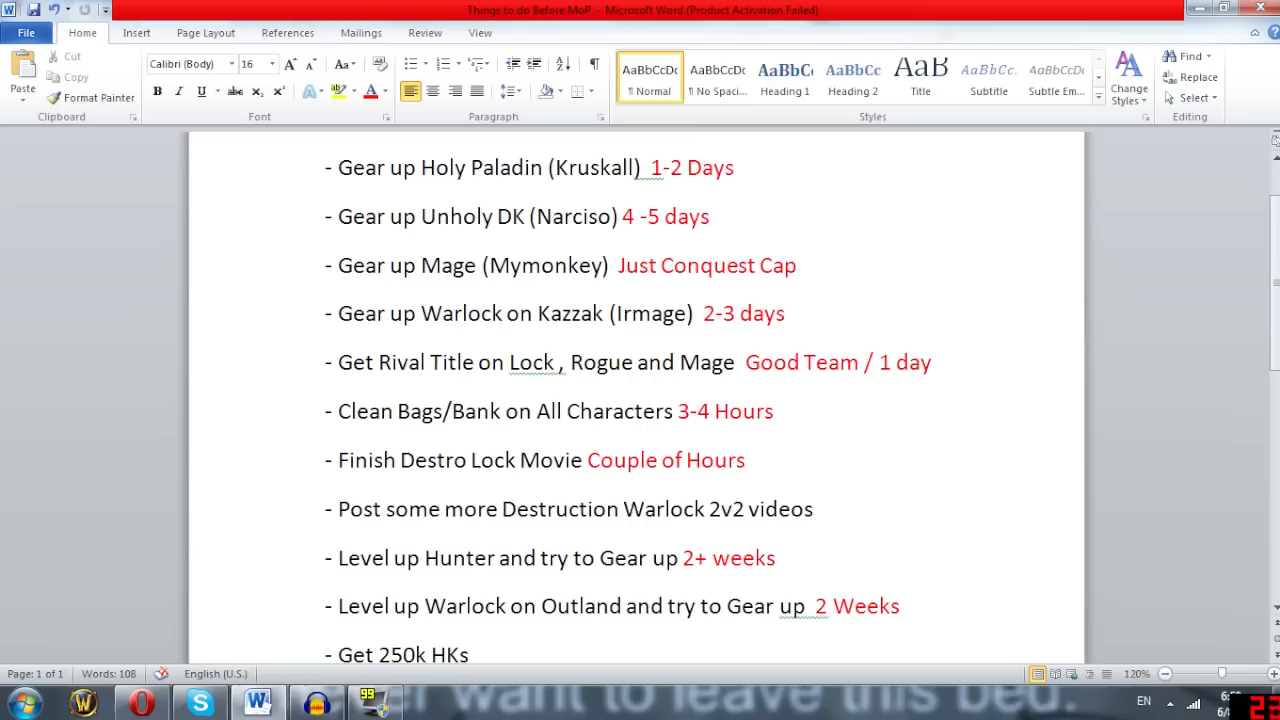 Things to do Before MoP - Microsoft Word (Product Activation Failed)
File Home Insert Page Layout References Mailings Review View
Cut
Copy
Format Painter
Paste
Calibri (Body) 16
AaBbCcDc AaBbCcDc AaBbC AaBbCc AaB AaBbCc. AaBbCcDc
¶ Normal ¶ No Spaci... Heading 1 Heading 2 Title Subtitle Subtle Em...
Change Styles
Find
Replace
Select
Clipboard Font Paragraph Styles Editing
- Gear up Holy Paladin (Kruskall) 1-2 Days
- Gear up Unholy DK (Narciso) 4 -5 days
- Gear up Mage (Mymonkey) Just Conquest Cap
- Gear up Warlock on Kazzak (Irmage) 2-3 days
- Get Rival Title on Lock , Rogue and Mage Good Team / 1 day
- Clean Bags/Bank on All Characters 3-4 Hours
- Finish Destro Lock Movie Couple of Hours
- Post some more Destruction Warlock 2v2 videos
- Level up Hunter and try to Gear up 2+ weeks
- Level up Warlock on Outland and try to Gear up 2 Weeks
- Get 250k HKs
Page: 1 of 1 Words: 108 English (U.S.) 120%
want to leave this bed.
99
EN